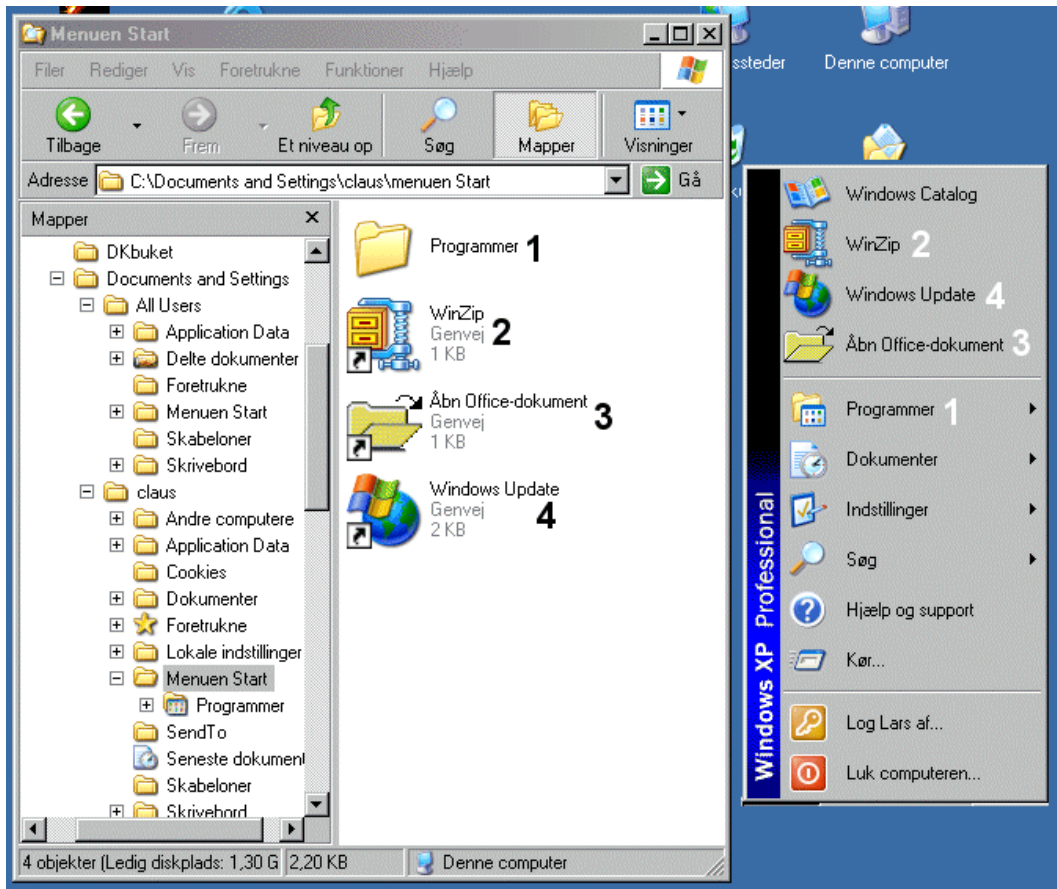 Menuen Start
Filer Rediger Vis Foretrukne Funktioner Hjælp
Tilbage Frem Et niveau op Søg Mapper Visninger
Adresse C:\Documents and Settings\claus\menuen Start Gå
Mapper
DKbuket
Documents and Settings
All Users
Application Data
Delte dokumenter
Foretrukne
Menuen Start
Skabeloner
Skrivebord
claus
Andre computere
Application Data
Cookies
Dokumenter
Foretrukne
Lokale indstillinger
Menuen Start
Programmer
SendTo
Seneste dokument
Skabeloner
Skrivebord
Programmer 1
WinZip
Genvej 2
1 KB
Åbn Office-dokument
Genvej 3
1 KB
Windows Update
Genvej 4
2 KB
4 objekter (Ledig diskplads: 1,30 G 2,20 KB Denne computer
ssteder Denne computer
Windows Catalog
WinZip 2
Windows Update 4
Åbn Office-dokument 3
Programmer 1
Dokumenter
Indstillinger
Søg
Hjælp og support
Kør...
Log Lars af...
Luk computeren...
Windows XP Professional